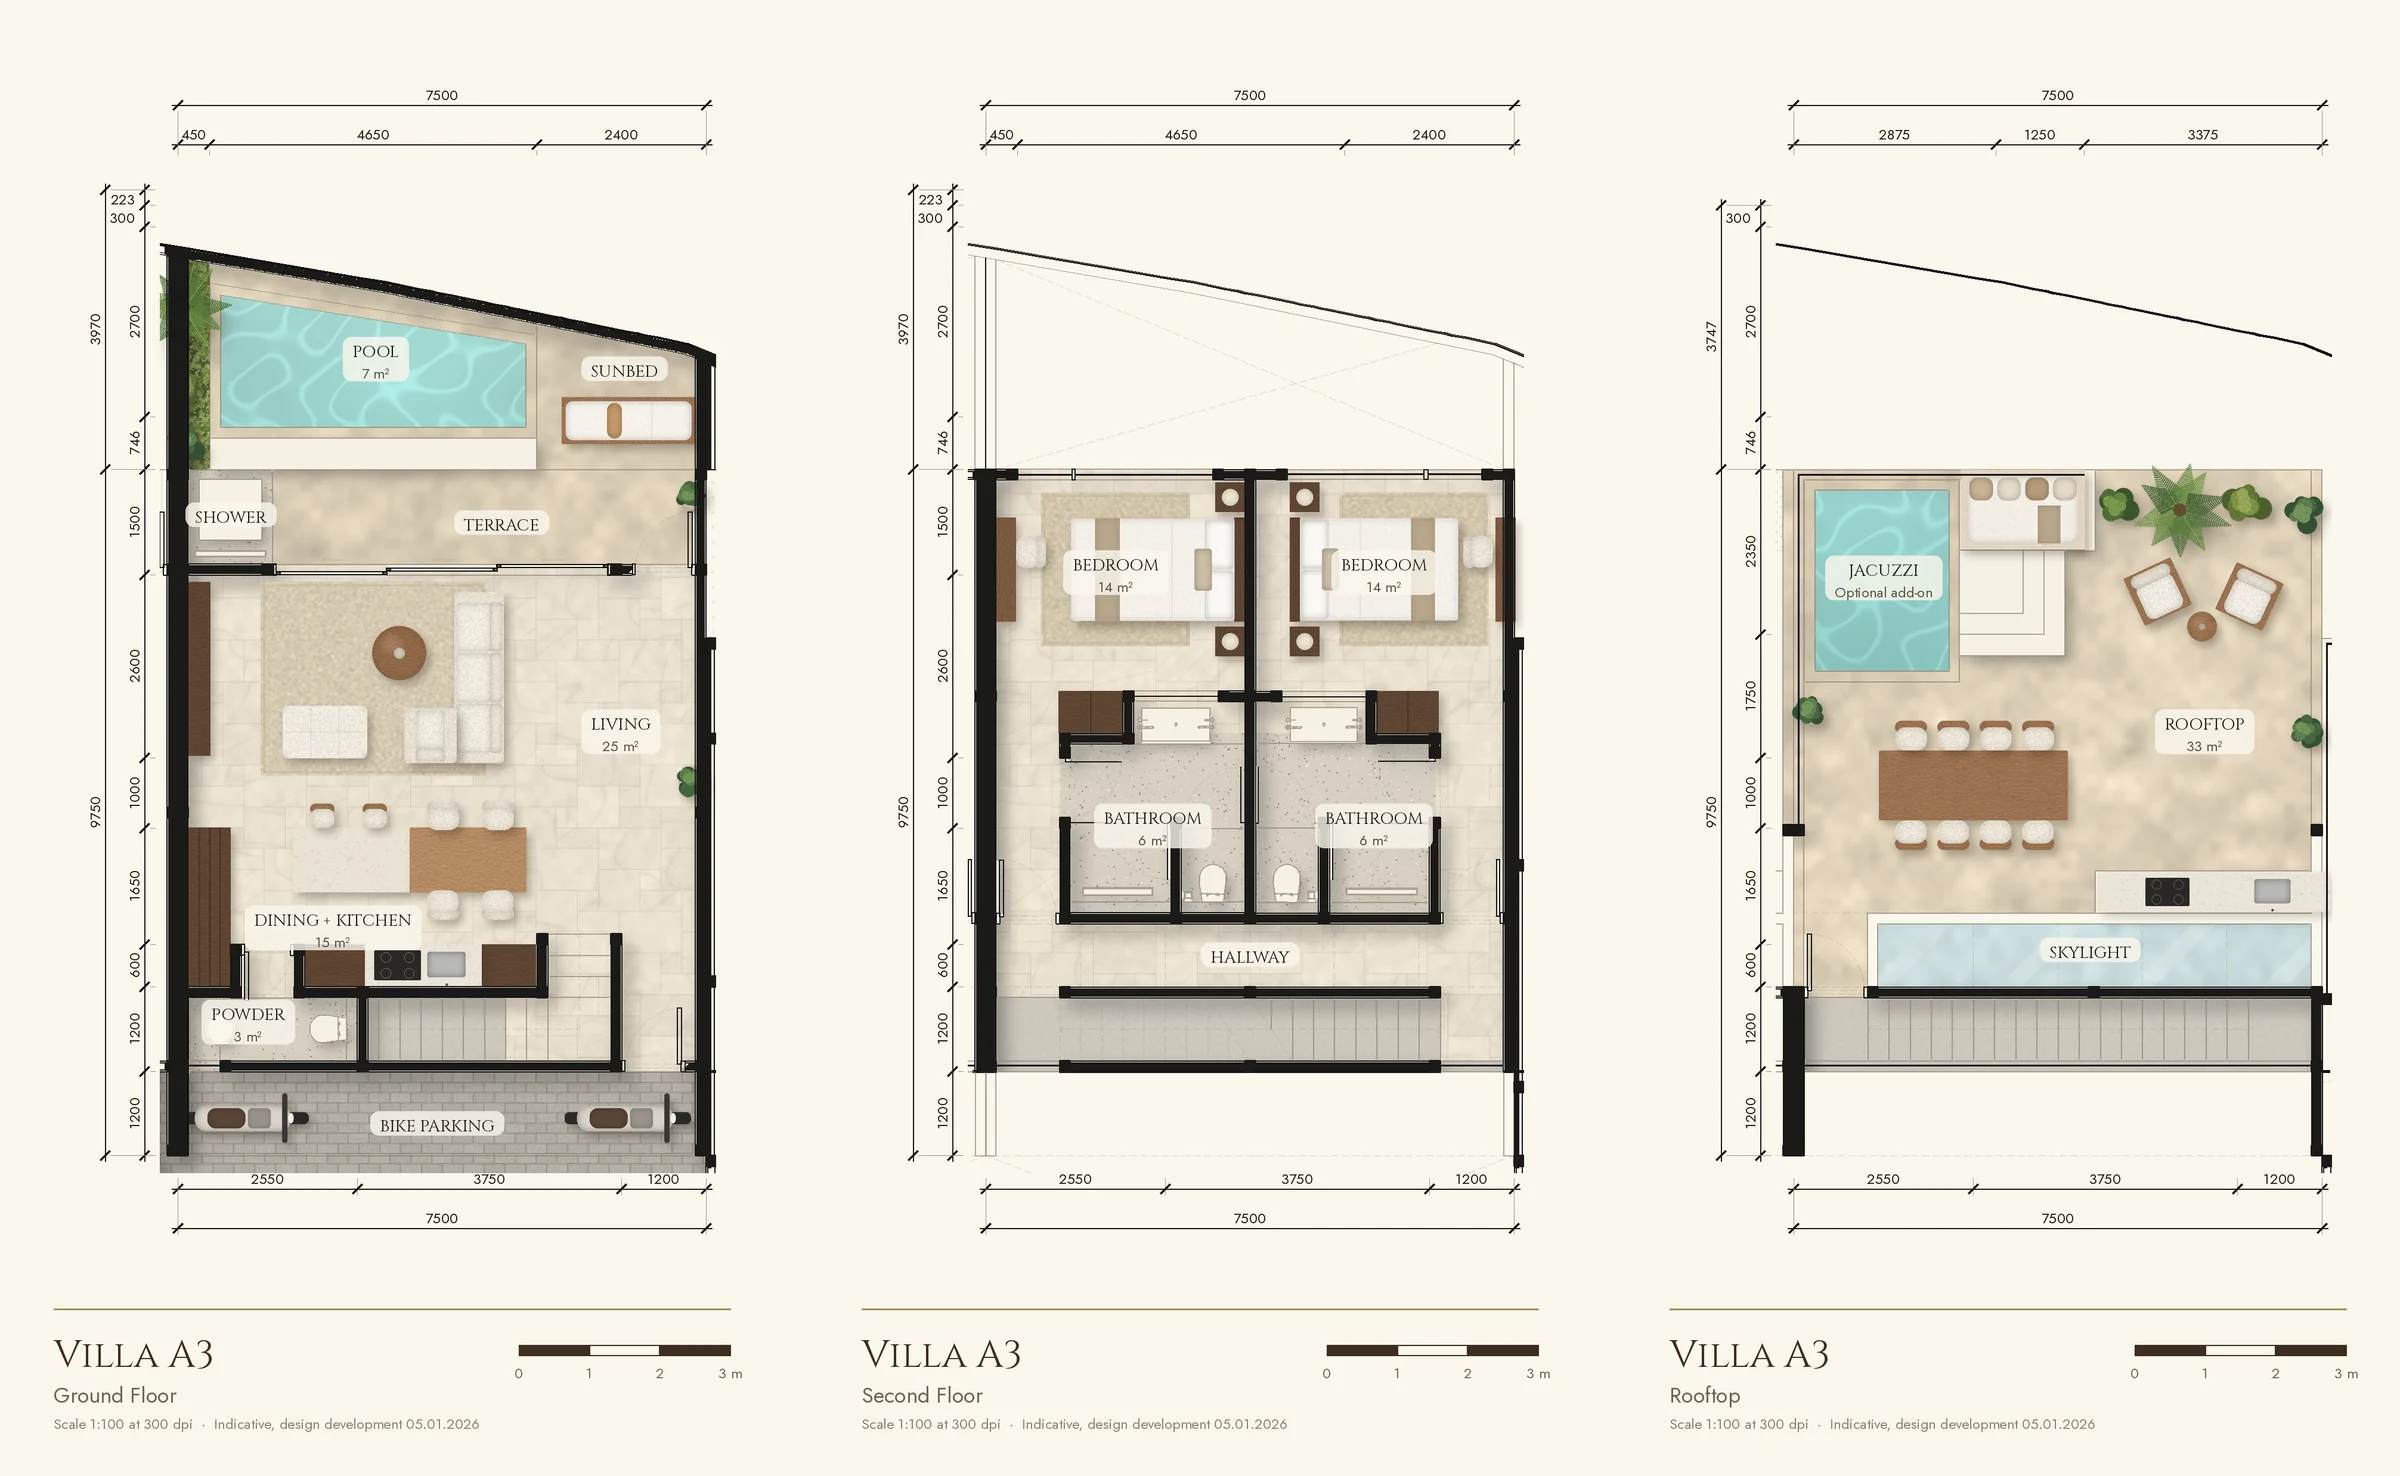 7500
450 4650 2400
223
300
2700
3970
746
1500
2600
1000
9750
1650
600
1200
1200
POOL
7 m²
SUNBED
SHOWER
TERRACE
LIVING
25 m²
DINING + KITCHEN
15 m²
POWDER
3 m²
BIKE PARKING
2550 3750 1200
7500
VILLA A3
Ground Floor
Scale 1:100 at 300 dpi · Indicative, design development 05.01.2026
0 1 2 3 m
7500
450 4650 2400
223
300
2700
3970
746
1500
2600
1000
9750
1650
600
1200
1200
BEDROOM
14 m²
BEDROOM
14 m²
BATHROOM
6 m²
BATHROOM
6 m²
HALLWAY
2550 3750 1200
7500
VILLA A3
Second Floor
Scale 1:100 at 300 dpi · Indicative, design development 05.01.2026
0 1 2 3 m
7500
2875 1250 3375
300
2700
3747
746
2350
1750
1000
9750
1650
600
1200
1200
JACUZZI
Optional add-on
ROOFTOP
33 m²
SKYLIGHT
2550 3750 1200
7500
VILLA A3
Rooftop
Scale 1:100 at 300 dpi · Indicative, design development 05.01.2026
0 1 2 3 m